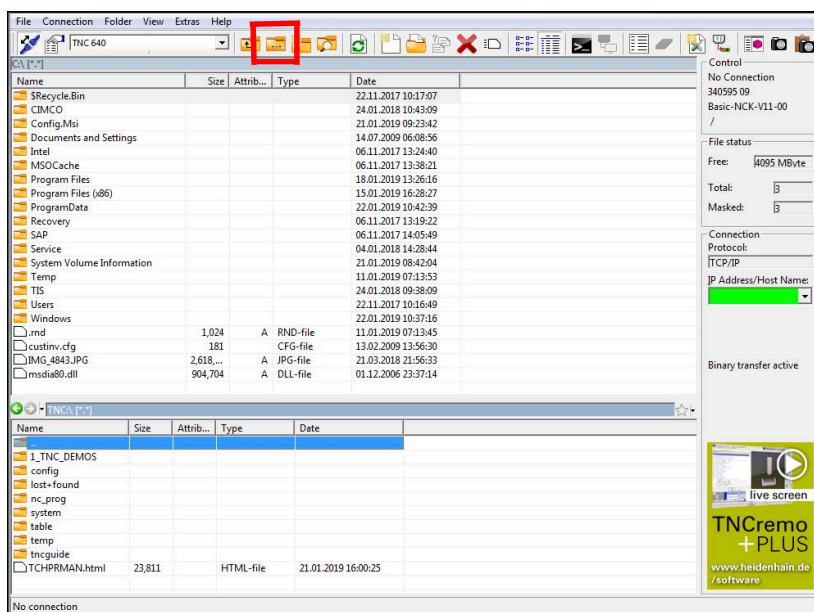 File Connection Folder View Extras Help
TNC 640
C:\ [*.*]
Name Size Attrib... Type Date
$Recycle.Bin 22.11.2017 10:17:07
CIMCO 24.01.2018 10:43:09
Config.Msi 21.01.2019 09:23:42
Documents and Settings 14.07.2009 06:08:56
Intel 06.11.2017 13:24:40
MSOCache 06.11.2017 13:38:21
Program Files 18.01.2019 13:26:16
Program Files (x86) 15.01.2019 16:28:27
ProgramData 22.01.2019 10:42:39
Recovery 06.11.2017 13:19:22
SAP 06.11.2017 14:05:49
Service 04.01.2018 14:28:44
System Volume Information 21.01.2019 08:42:04
Temp 11.01.2019 07:13:53
TIS 24.01.2018 09:38:09
Users 22.11.2017 10:16:49
Windows 22.01.2019 10:37:16
.rnd 1,024 A RND-file 11.01.2019 07:13:45
custinv.cfg 181 CFG-file 13.02.2009 13:56:30
IMG_4843.JPG 2,618,... A JPG-file 21.03.2018 21:56:33
msdia80.dll 904,704 A DLL-file 01.12.2006 23:37:14
TNC:\ [*.*]
Name Size Attrib... Type Date
..
1_TNC_DEMOS
config
lost+found
nc_prog
system
table
temp
tncguide
TCHPRMAN.html 23,811 HTML-file 21.01.2019 16:00:25
No connection
Control
No Connection
340595 09
Basic-NCK-V11-00
/
File status
Free: 4095 MByte
Total: 3
Masked: 3
Connection
Protocol:
TCP/IP
IP Address/Host Name:
Binary transfer active
live screen
TNCremo
+PLUS
www.heidenhain.de
/software